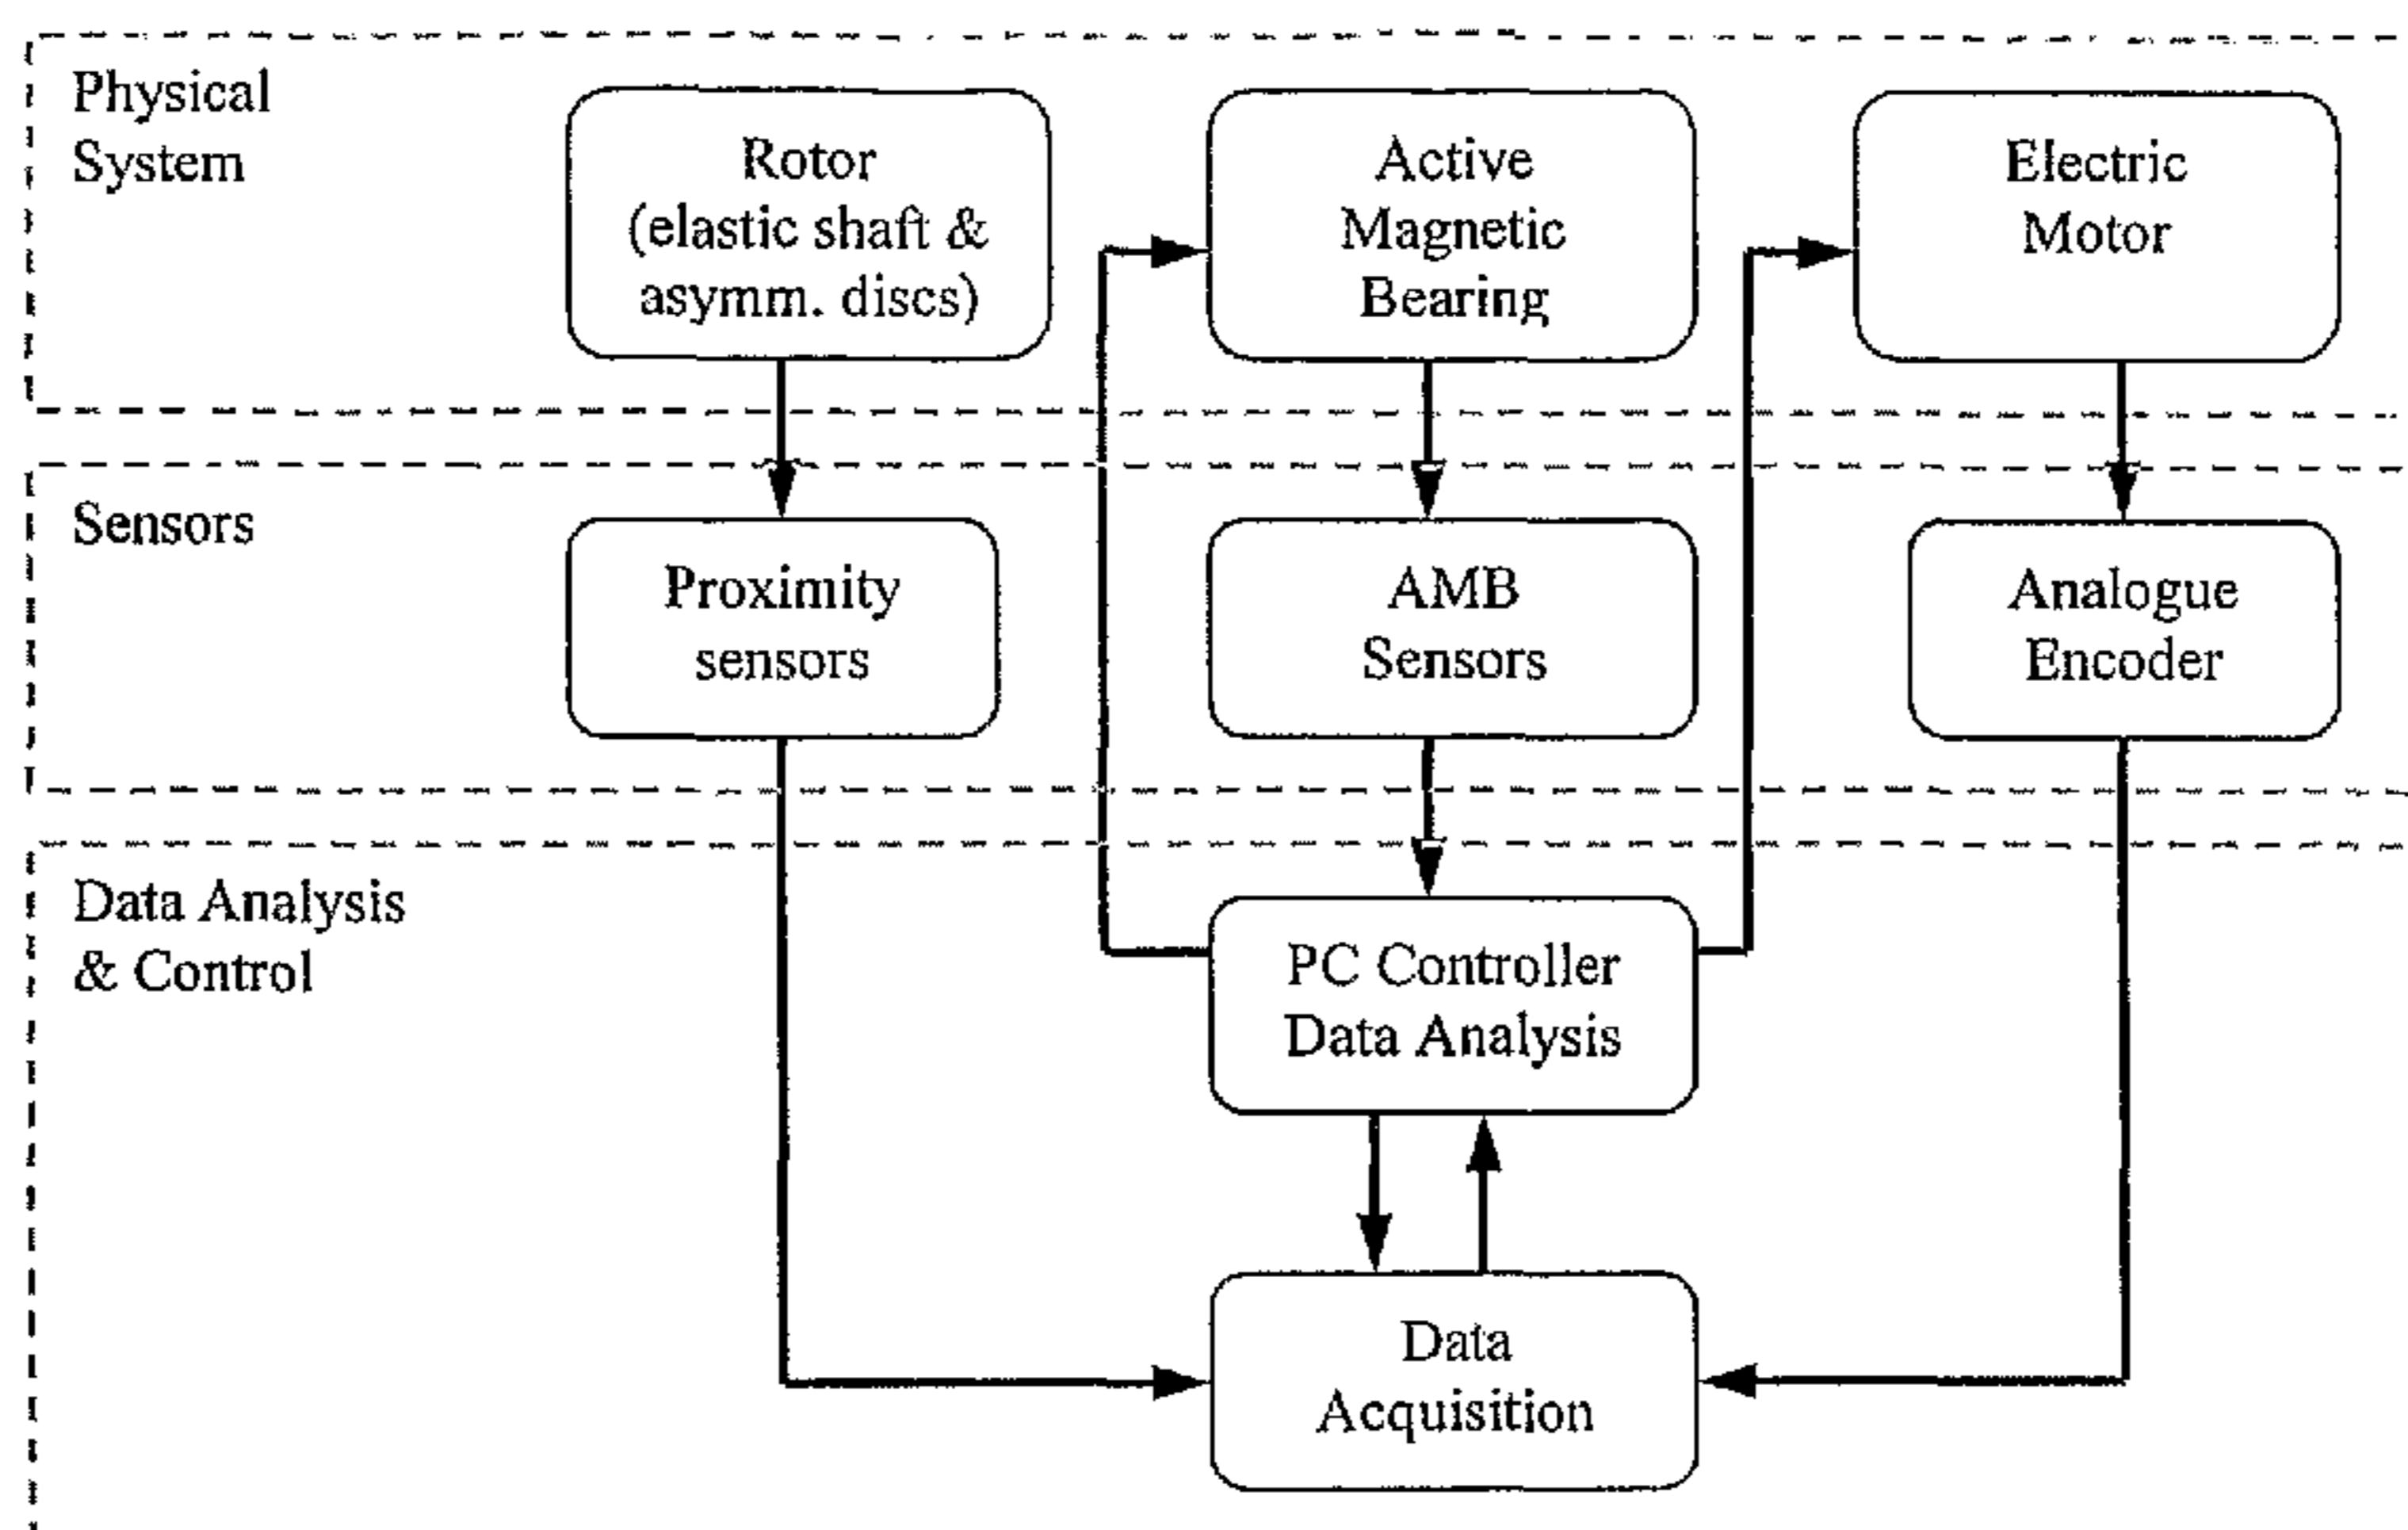 Physical
System
Rotor
(elastic shaft &
asymm. discs)
Active
Magnetic
Bearing
Electric
Motor
Sensors
Proximity
sensors
AMB
Sensors
Analogue
Encoder
Data Analysis
& Control
PC Controller
Data Analysis
Data
Acquisition